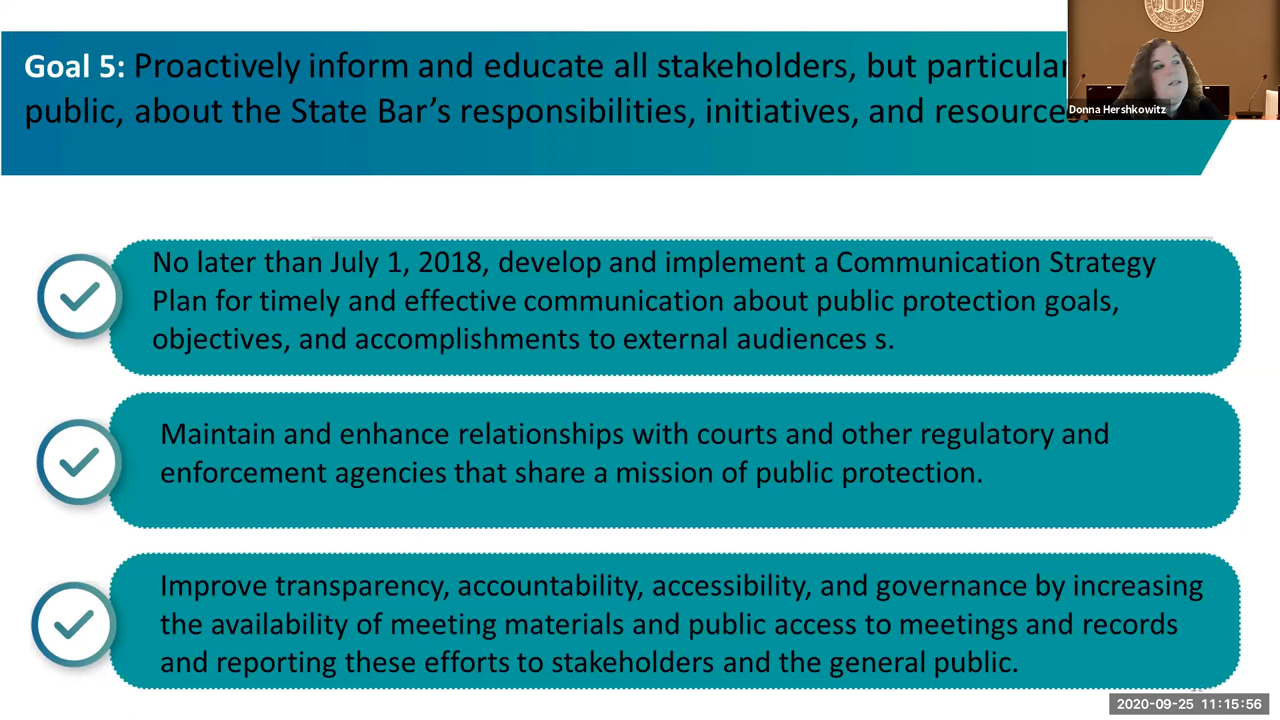 Goal 5: Proactively inform and educate all stakeholders, but particular
public, about the State Bar's responsibilities, initiatives, and resources.
Donna Hershkowitz
No later than July 1, 2018, develop and implement a Communication Strategy
Plan for timely and effective communication about public protection goals,
objectives, and accomplishments to external audiences s.
Maintain and enhance relationships with courts and other regulatory and
enforcement agencies that share a mission of public protection.
Improve transparency, accountability, accessibility, and governance by increasing
the availability of meeting materials and public access to meetings and records
and reporting these efforts to stakeholders and the general public.
2020-09-25 11:15:56